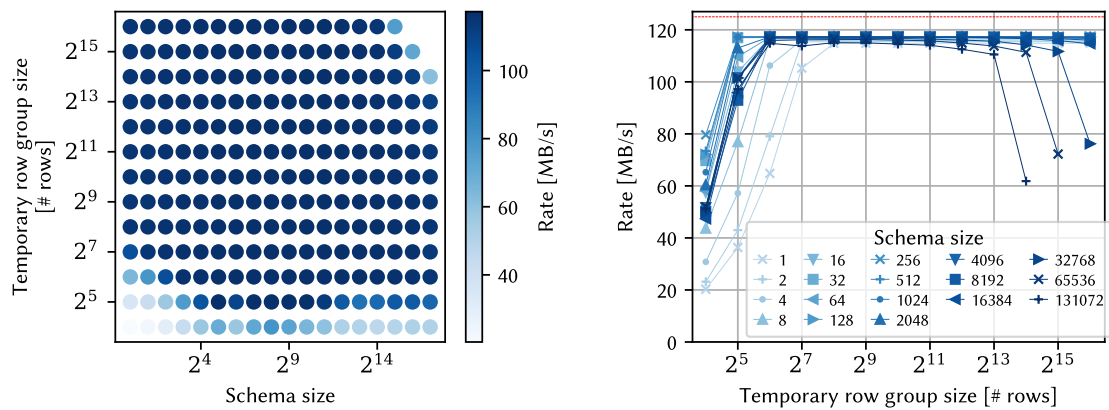 Temporary row group size
[# rows]
2^15
2^13
2^11
2^9
2^7
2^5
2^4
2^9
2^14
Schema size
100
80
60
40
Rate [MB/s]
Rate [MB/s]
120
100
80
60
40
20
0
Schema size
1 16 256 4096 32768
2 32 512 8192 65536
4 64 1024 16384 131072
8 128 2048
2^5
2^7
2^9
2^11
2^13
2^15
Temporary row group size [# rows]